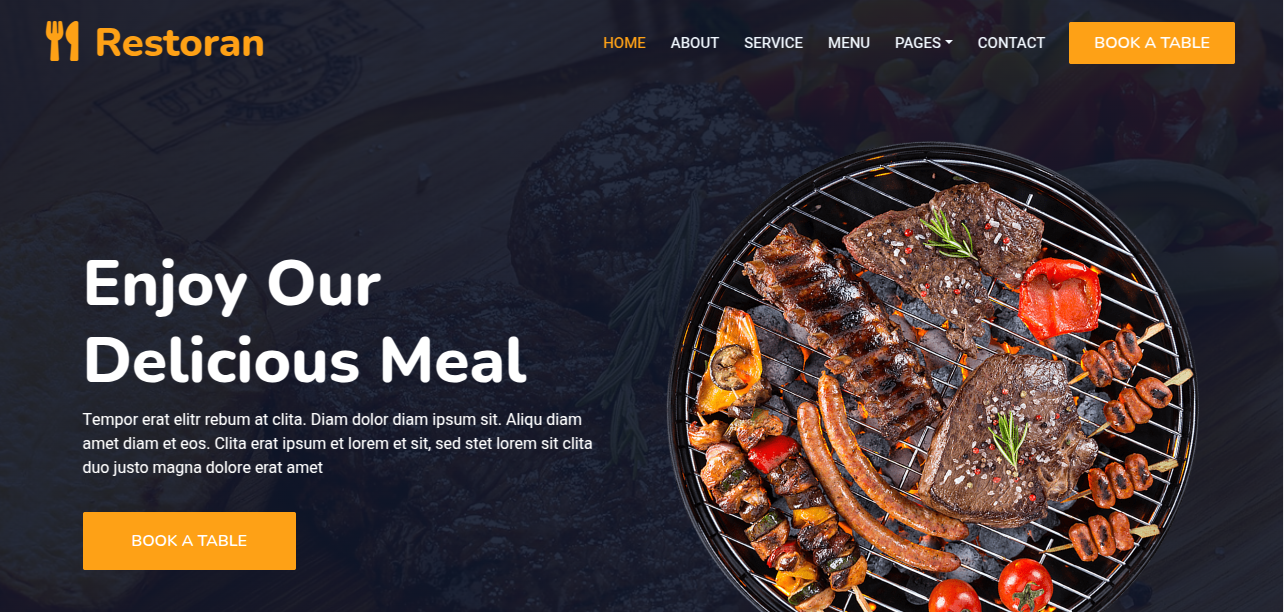 Restoran
HOME ABOUT SERVICE MENU PAGES CONTACT BOOK A TABLE
Enjoy Our
Delicious Meal
Tempor erat elitr rebum at clita. Diam dolor diam ipsum sit. Aliqu diam
amet diam et eos. Clita erat ipsum et lorem et sit, sed stet lorem sit clita
duo justo magna dolore erat amet
BOOK A TABLE